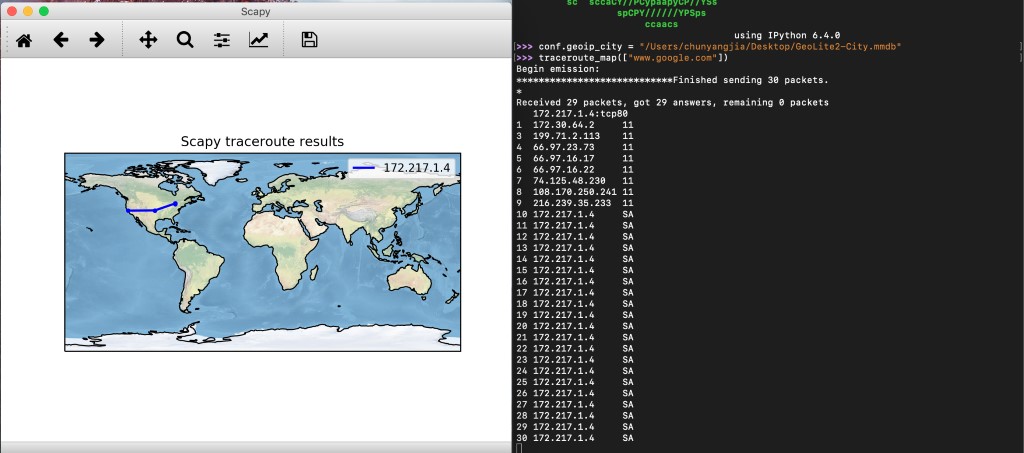 Scapy
Scapy traceroute results
172.217.1.4
sc  sccaCY//PCypaapyCP//YSs
spCPY//////YPSps
ccaacs
using IPython 6.4.0
>>> conf.geoip_city = "/Users/chunyangjia/Desktop/GeoLite2-City.mmdb"
>>> traceroute_map(["www.google.com"])
Begin emission:
****************************Finished sending 30 packets.
*
Received 29 packets, got 29 answers, remaining 0 packets
172.217.1.4:tcp80
1  172.30.64.2     11
3  199.71.2.113    11
4  66.97.23.73     11
5  66.97.16.17     11
6  66.97.16.22     11
7  74.125.48.230   11
8  108.170.250.241 11
9  216.239.35.233  11
10 172.217.1.4     SA
11 172.217.1.4     SA
12 172.217.1.4     SA
13 172.217.1.4     SA
14 172.217.1.4     SA
15 172.217.1.4     SA
16 172.217.1.4     SA
17 172.217.1.4     SA
18 172.217.1.4     SA
19 172.217.1.4     SA
20 172.217.1.4     SA
21 172.217.1.4     SA
22 172.217.1.4     SA
23 172.217.1.4     SA
24 172.217.1.4     SA
25 172.217.1.4     SA
26 172.217.1.4     SA
27 172.217.1.4     SA
28 172.217.1.4     SA
29 172.217.1.4     SA
30 172.217.1.4     SA